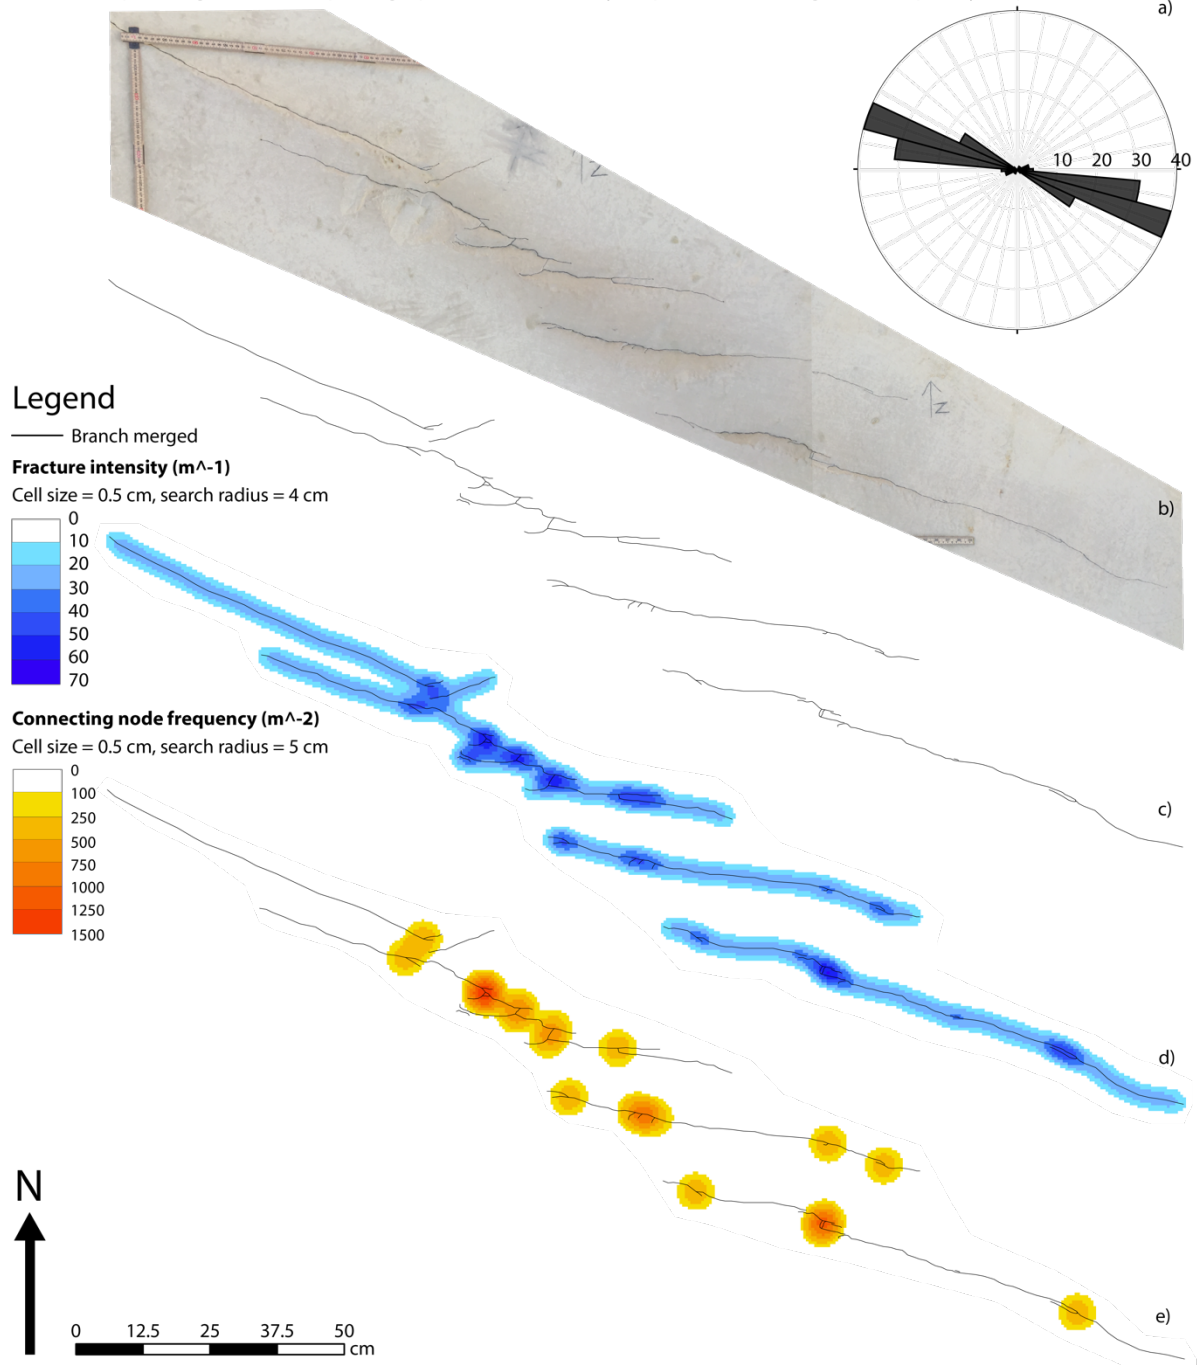 a)
10 20 30 40
Z
Z
b)
Legend
Branch merged
Fracture intensity (m^-1)
Cell size = 0.5 cm, search radius = 4 cm
0
10
20
30
40
50
60
70
Connecting node frequency (m^-2)
Cell size = 0.5 cm, search radius = 5 cm
0
100
250
500
750
1000
1250
1500
c)
d)
e)
N
0 12.5 25 37.5 50
cm